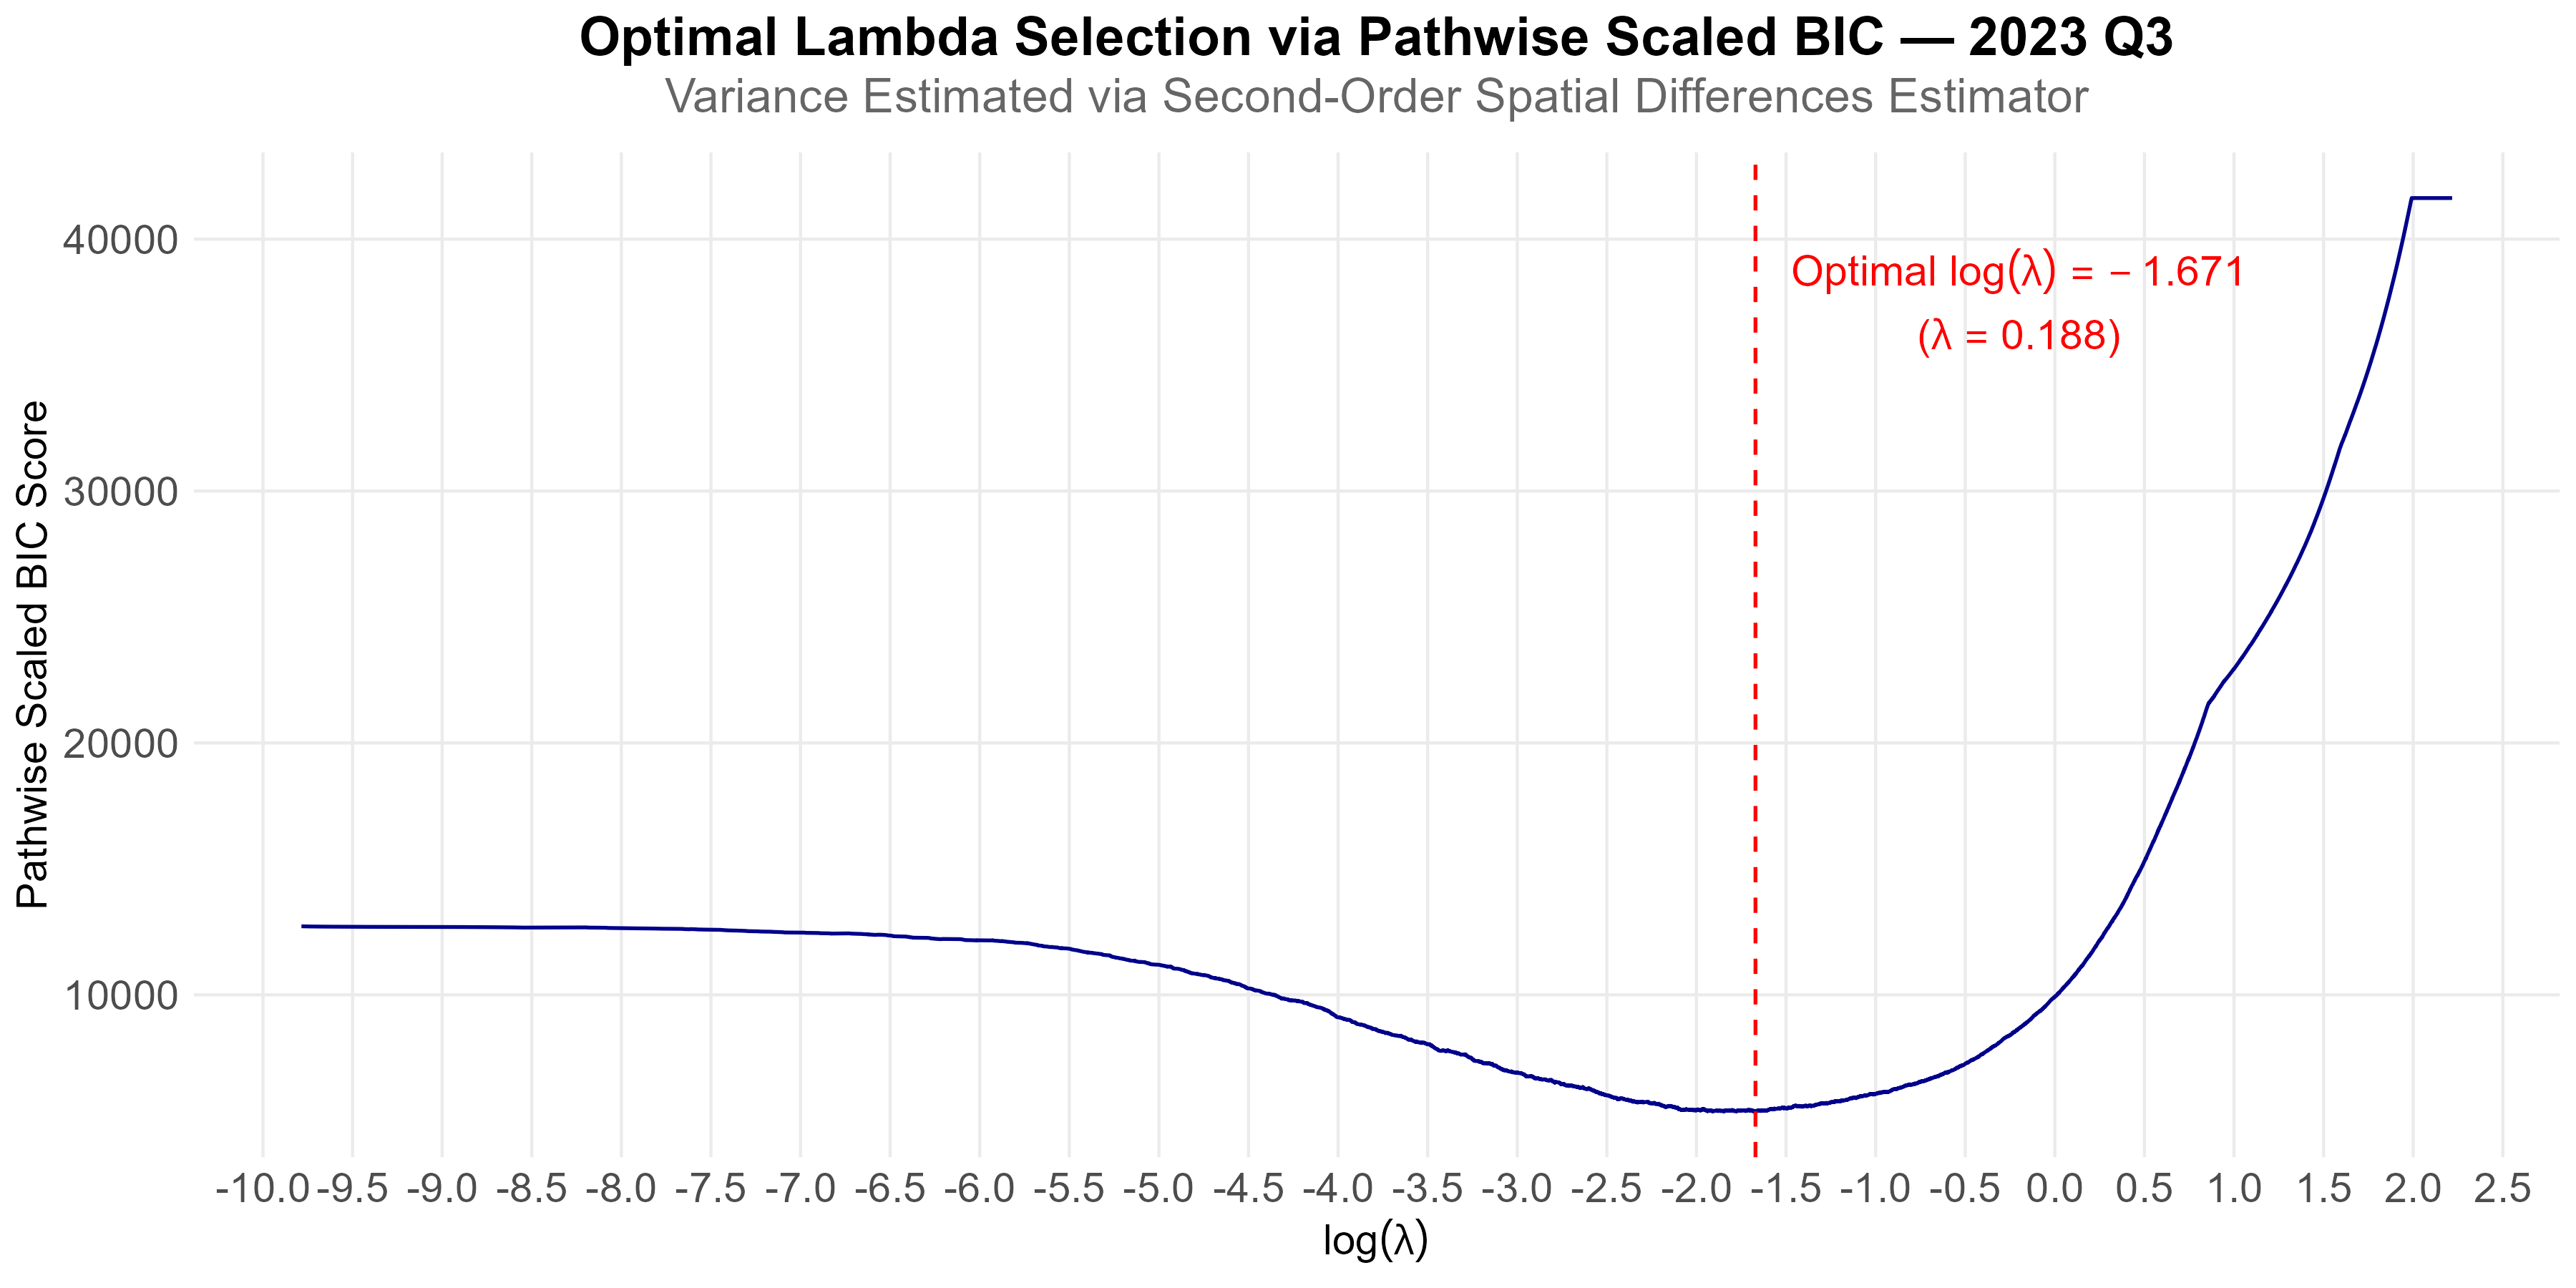 Optimal Lambda Selection via Pathwise Scaled BIC — 2023 Q3
Variance Estimated via Second-Order Spatial Differences Estimator
Pathwise Scaled BIC Score
40000
30000
20000
10000
Optimal log(λ) = − 1.671
(λ = 0.188)
-10.0 -9.5 -9.0 -8.5 -8.0 -7.5 -7.0 -6.5 -6.0 -5.5 -5.0 -4.5 -4.0 -3.5 -3.0 -2.5 -2.0 -1.5 -1.0 -0.5 0.0 0.5 1.0 1.5 2.0 2.5
log(λ)